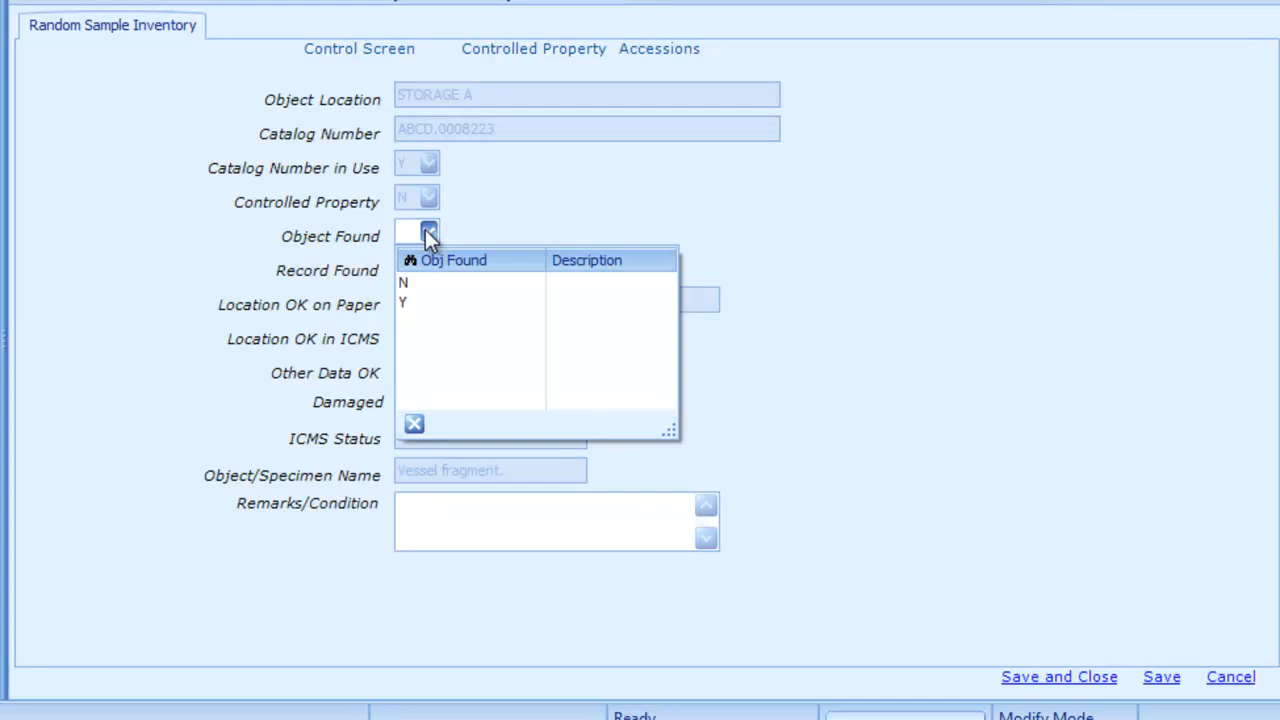 Random Sample Inventory
Control Screen Controlled Property Accessions
Object Location STORAGE A
Catalog Number ABCD.0008223
Catalog Number in Use Y
Controlled Property N
Object Found
Obj Found Description
N
Y
Record Found
Location OK on Paper
Location OK in ICMS
Other Data OK
Damaged
ICMS Status
Object/Specimen Name Vessel fragment.
Remarks/Condition
Save and Close Save Cancel
Ready Modify Mode